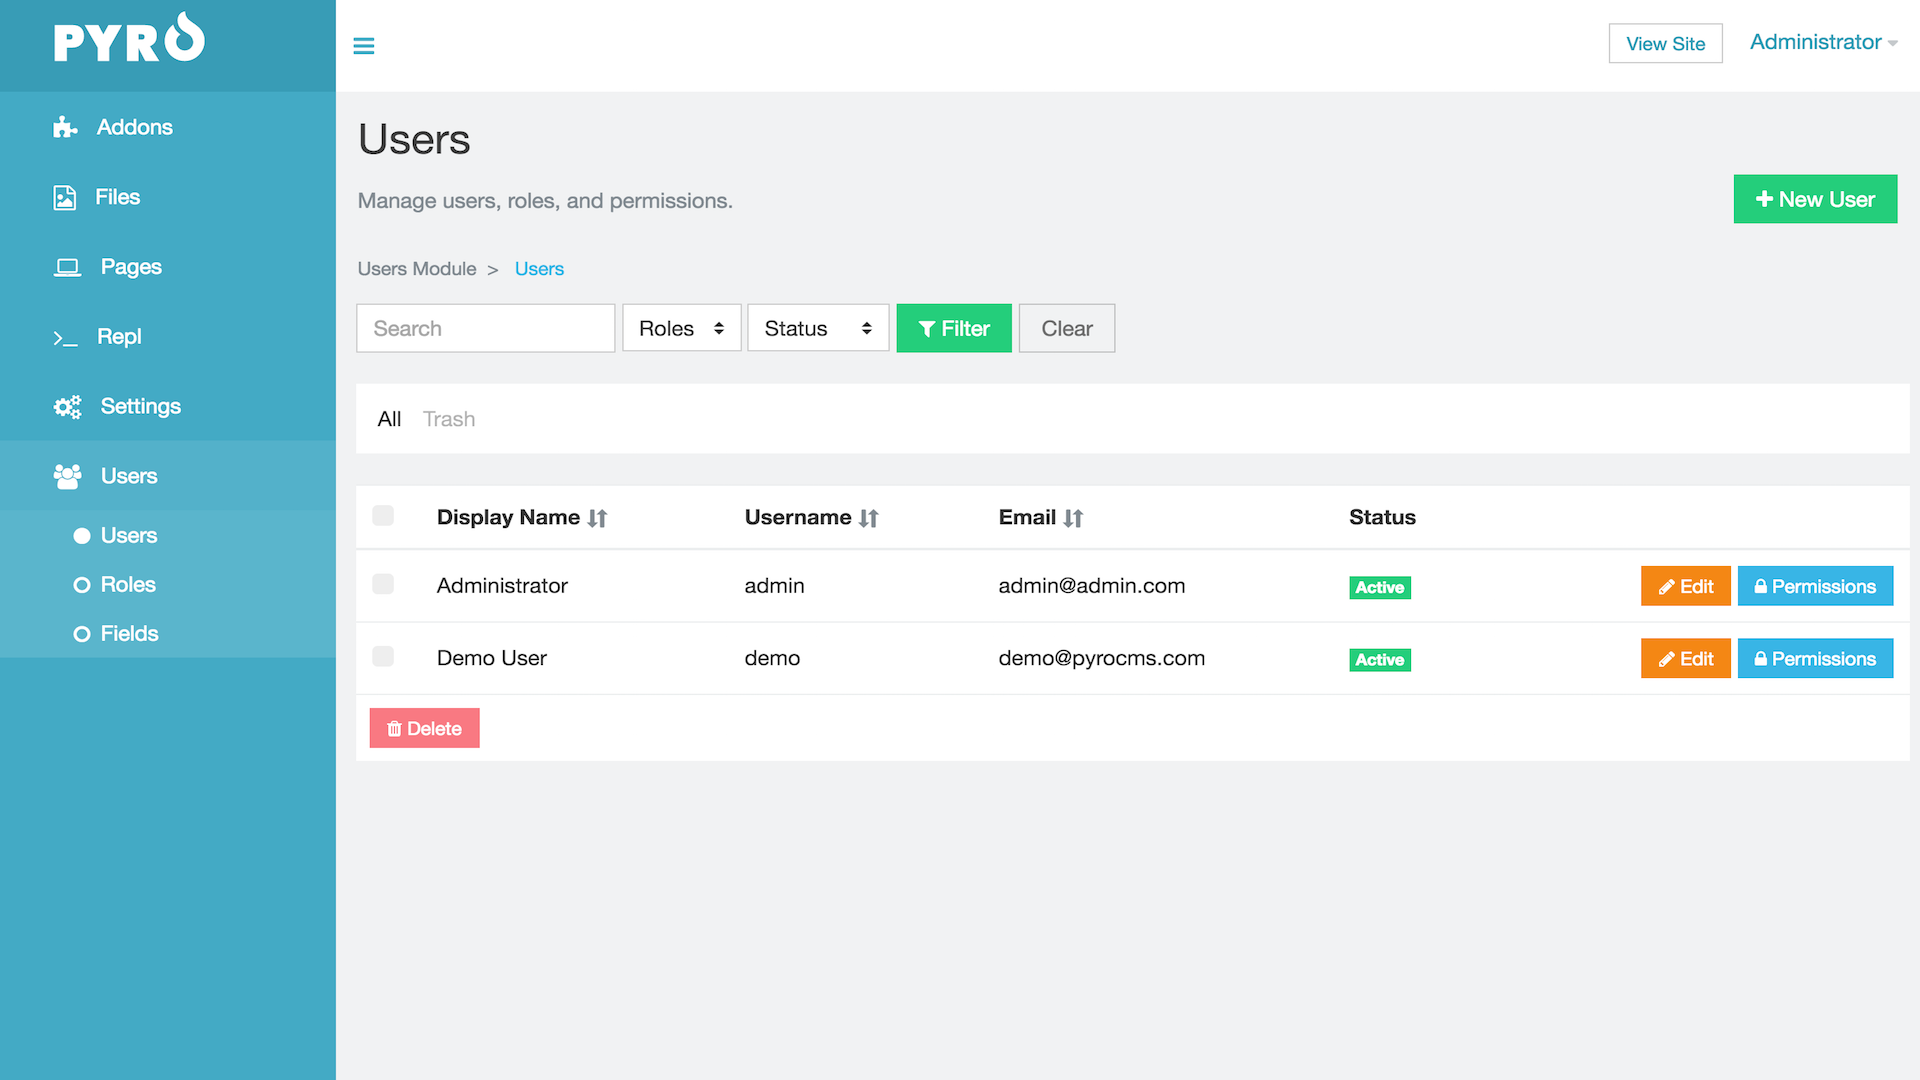 PYRO
View Site Administrator
Addons
Files
Pages
Repl
Settings
Users
Users
Roles
Fields
Users
Manage users, roles, and permissions.
New User
Users Module > Users
Search Roles Status Filter Clear
All Trash
Display Name Username Email Status
Administrator admin admin@admin.com Active Edit Permissions
Demo User demo demo@pyrocms.com Active Edit Permissions
Delete